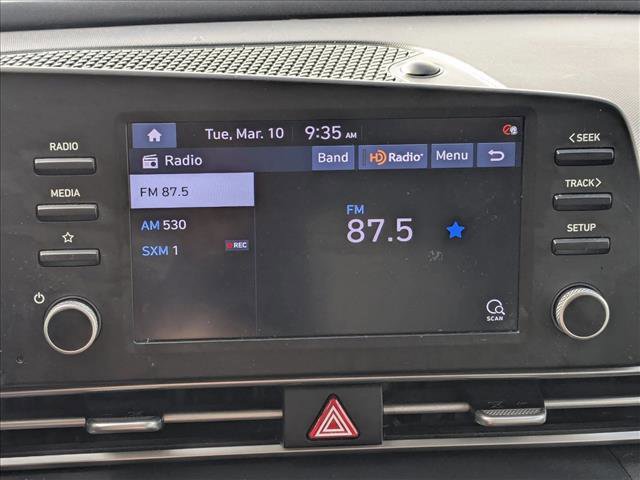 Tue, Mar. 10 9:35 AM
RADIO
Radio Band HD Radio Menu
<SEEK
MEDIA
FM 87.5
TRACK>
AM 530
FM
87.5
SETUP
SXM 1 REC
SCAN